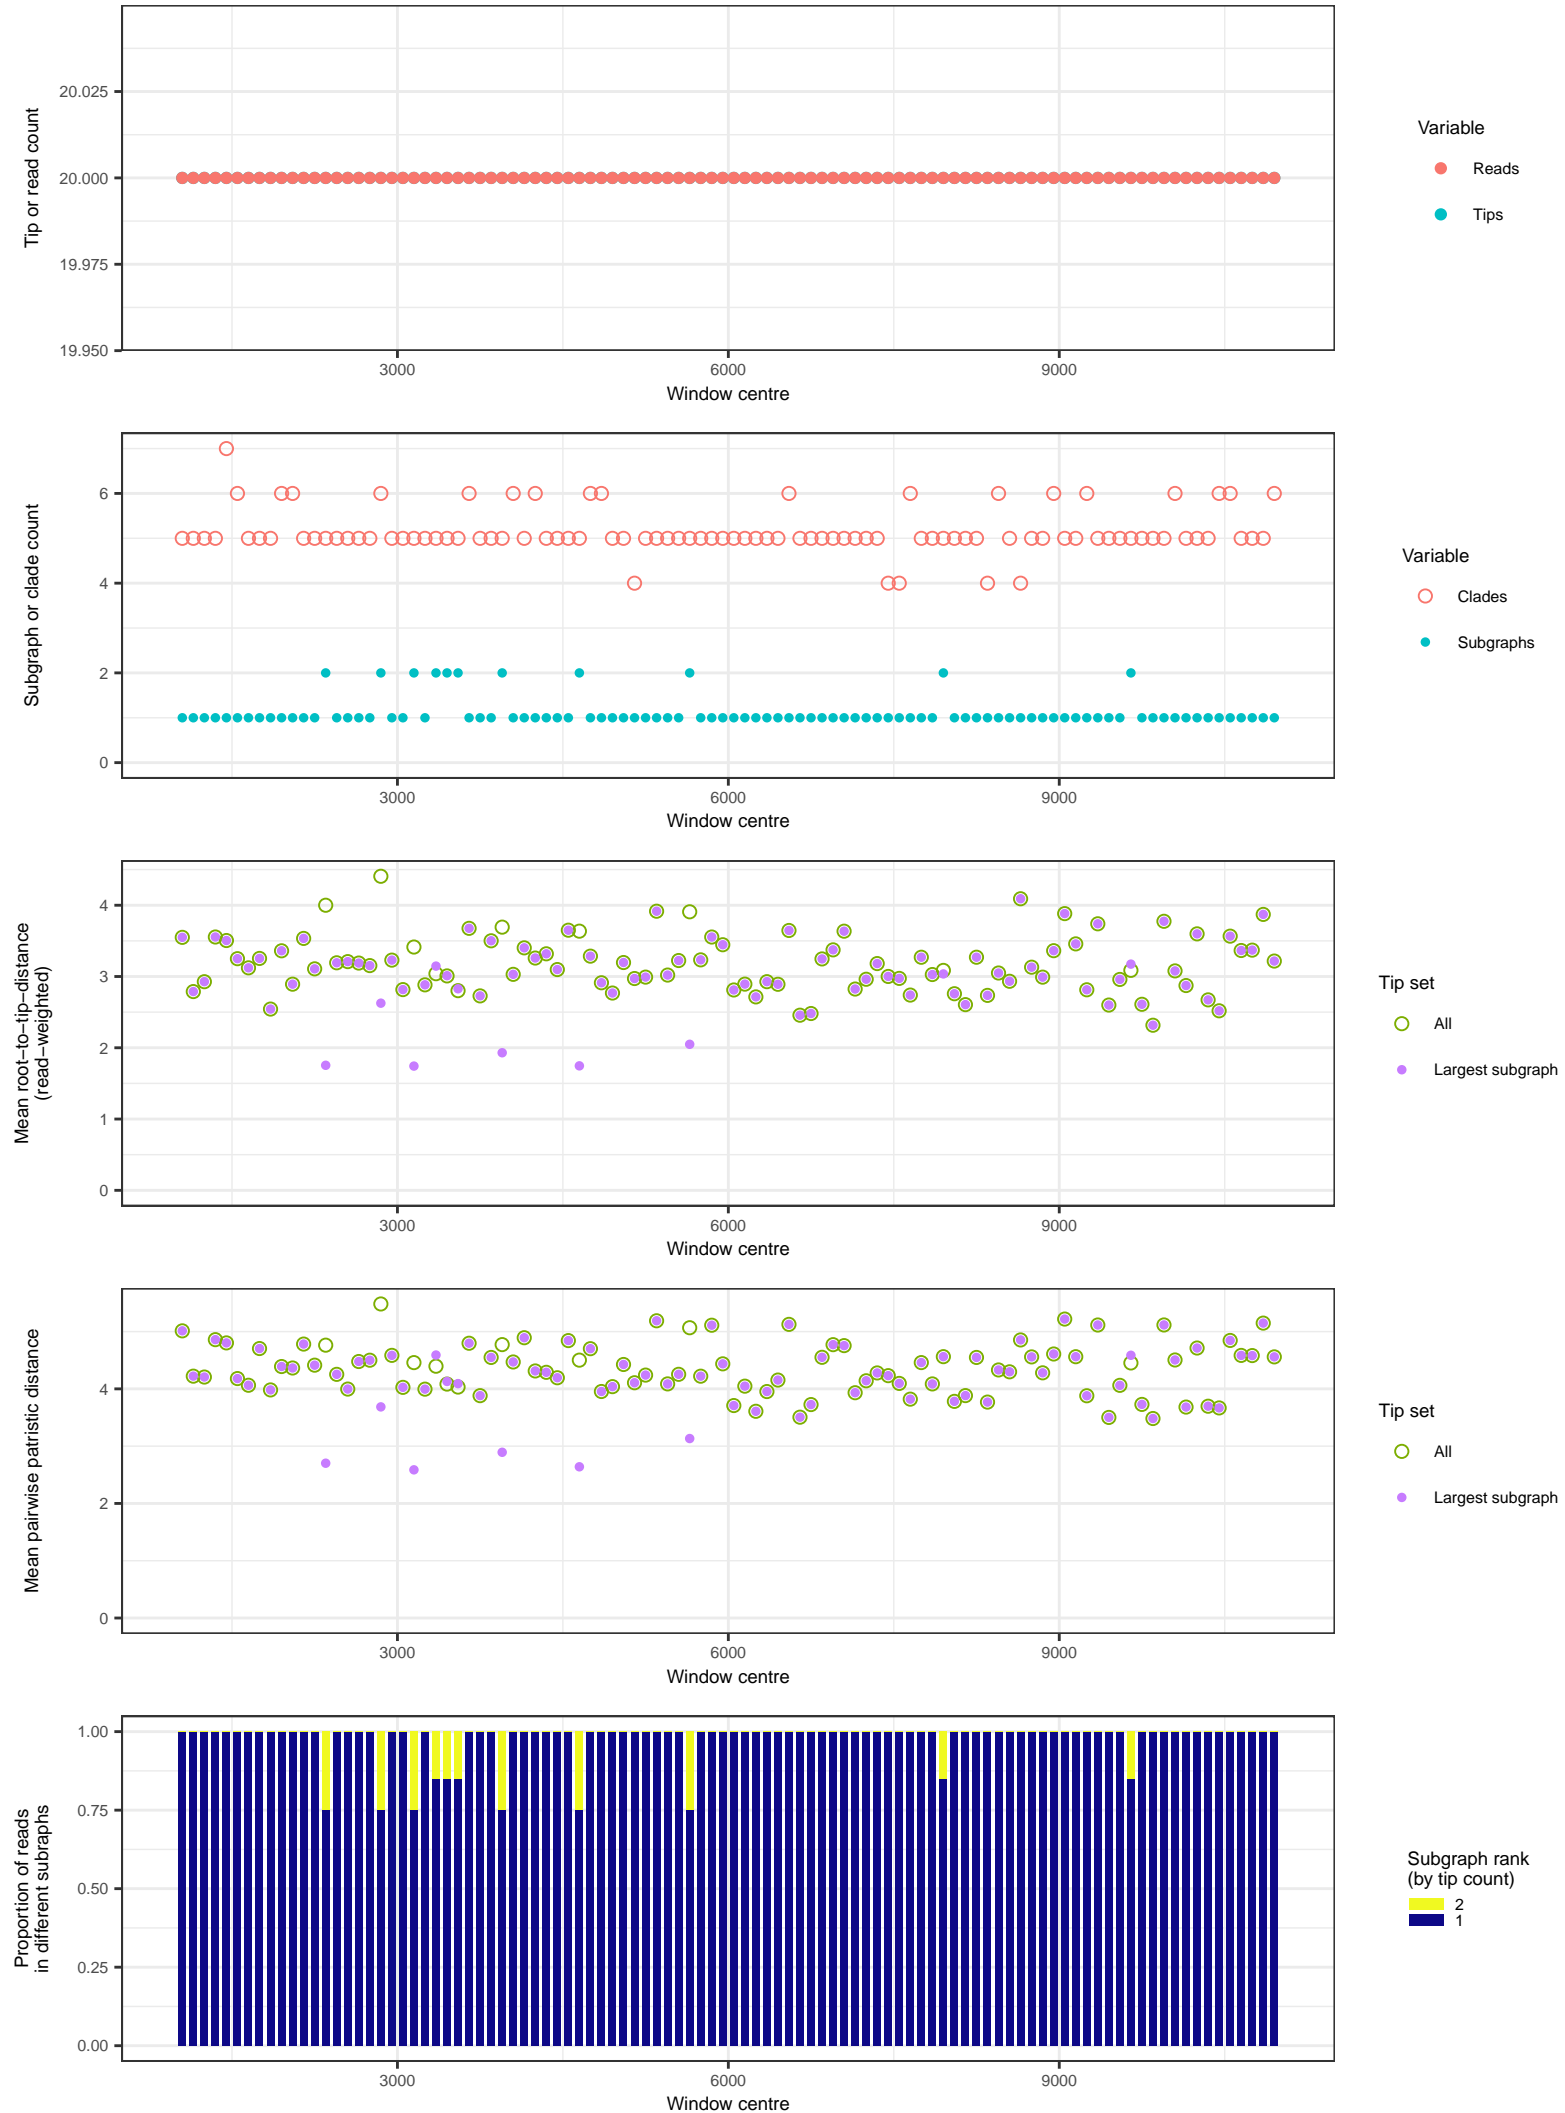 20.025
20.000
19.975
19.950
Tip or read count
3000
6000
9000
Window centre
Variable
Reads
Tips
6
4
2
0
Subgraph or clade count
3000
6000
9000
Window centre
Variable
Clades
Subgraphs
4
3
2
1
0
Mean root−to−tip−distance
(read−weighted)
3000
6000
9000
Window centre
Tip set
All
Largest subgraph
4
2
0
Mean pairwise patristic distance
3000
6000
9000
Window centre
Tip set
All
Largest subgraph
1.00
0.75
0.50
0.25
0.00
Proportion of reads
in different subraphs
3000
6000
9000
Window centre
Subgraph rank
(by tip count)
2
1